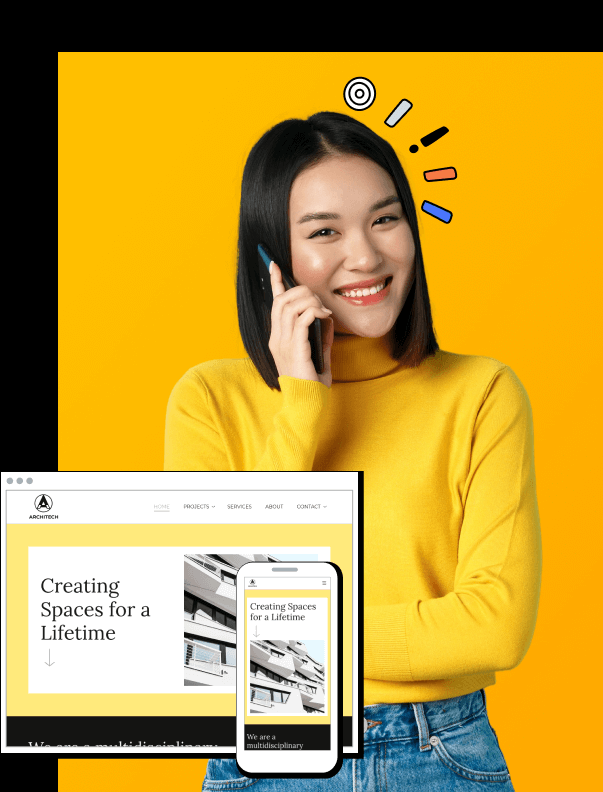 ARCHITECH
HOME PROJECTS SERVICES ABOUT CONTACT
Creating
Spaces for a
Lifetime
We are a multidisciplinary
Creating Spaces
for a Lifetime
We are a
multidisciplinary